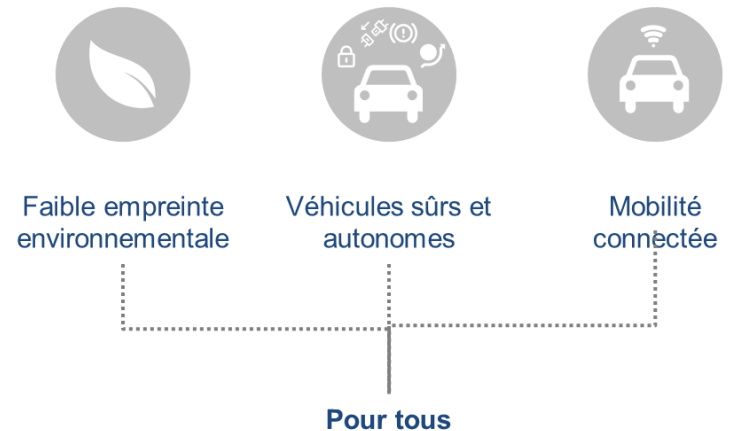 Faible empreinte
environnementale
Véhicules sûrs et
autonomes
Mobilité
connectée
Pour tous